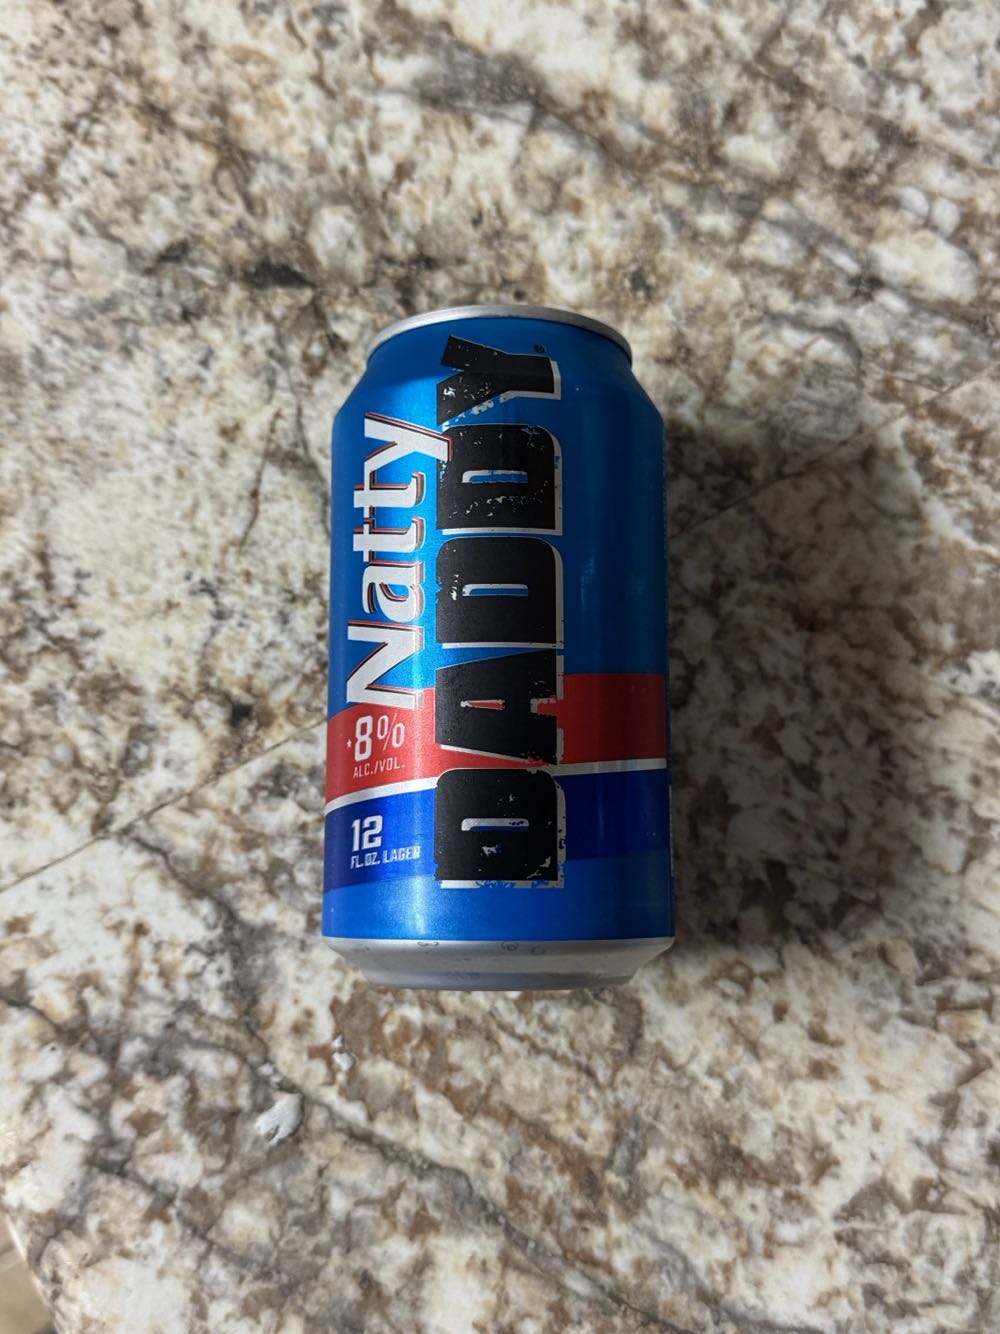 Natty
DADDY®
*8%
ALC./VOL.
12
FL. OZ. LAGER